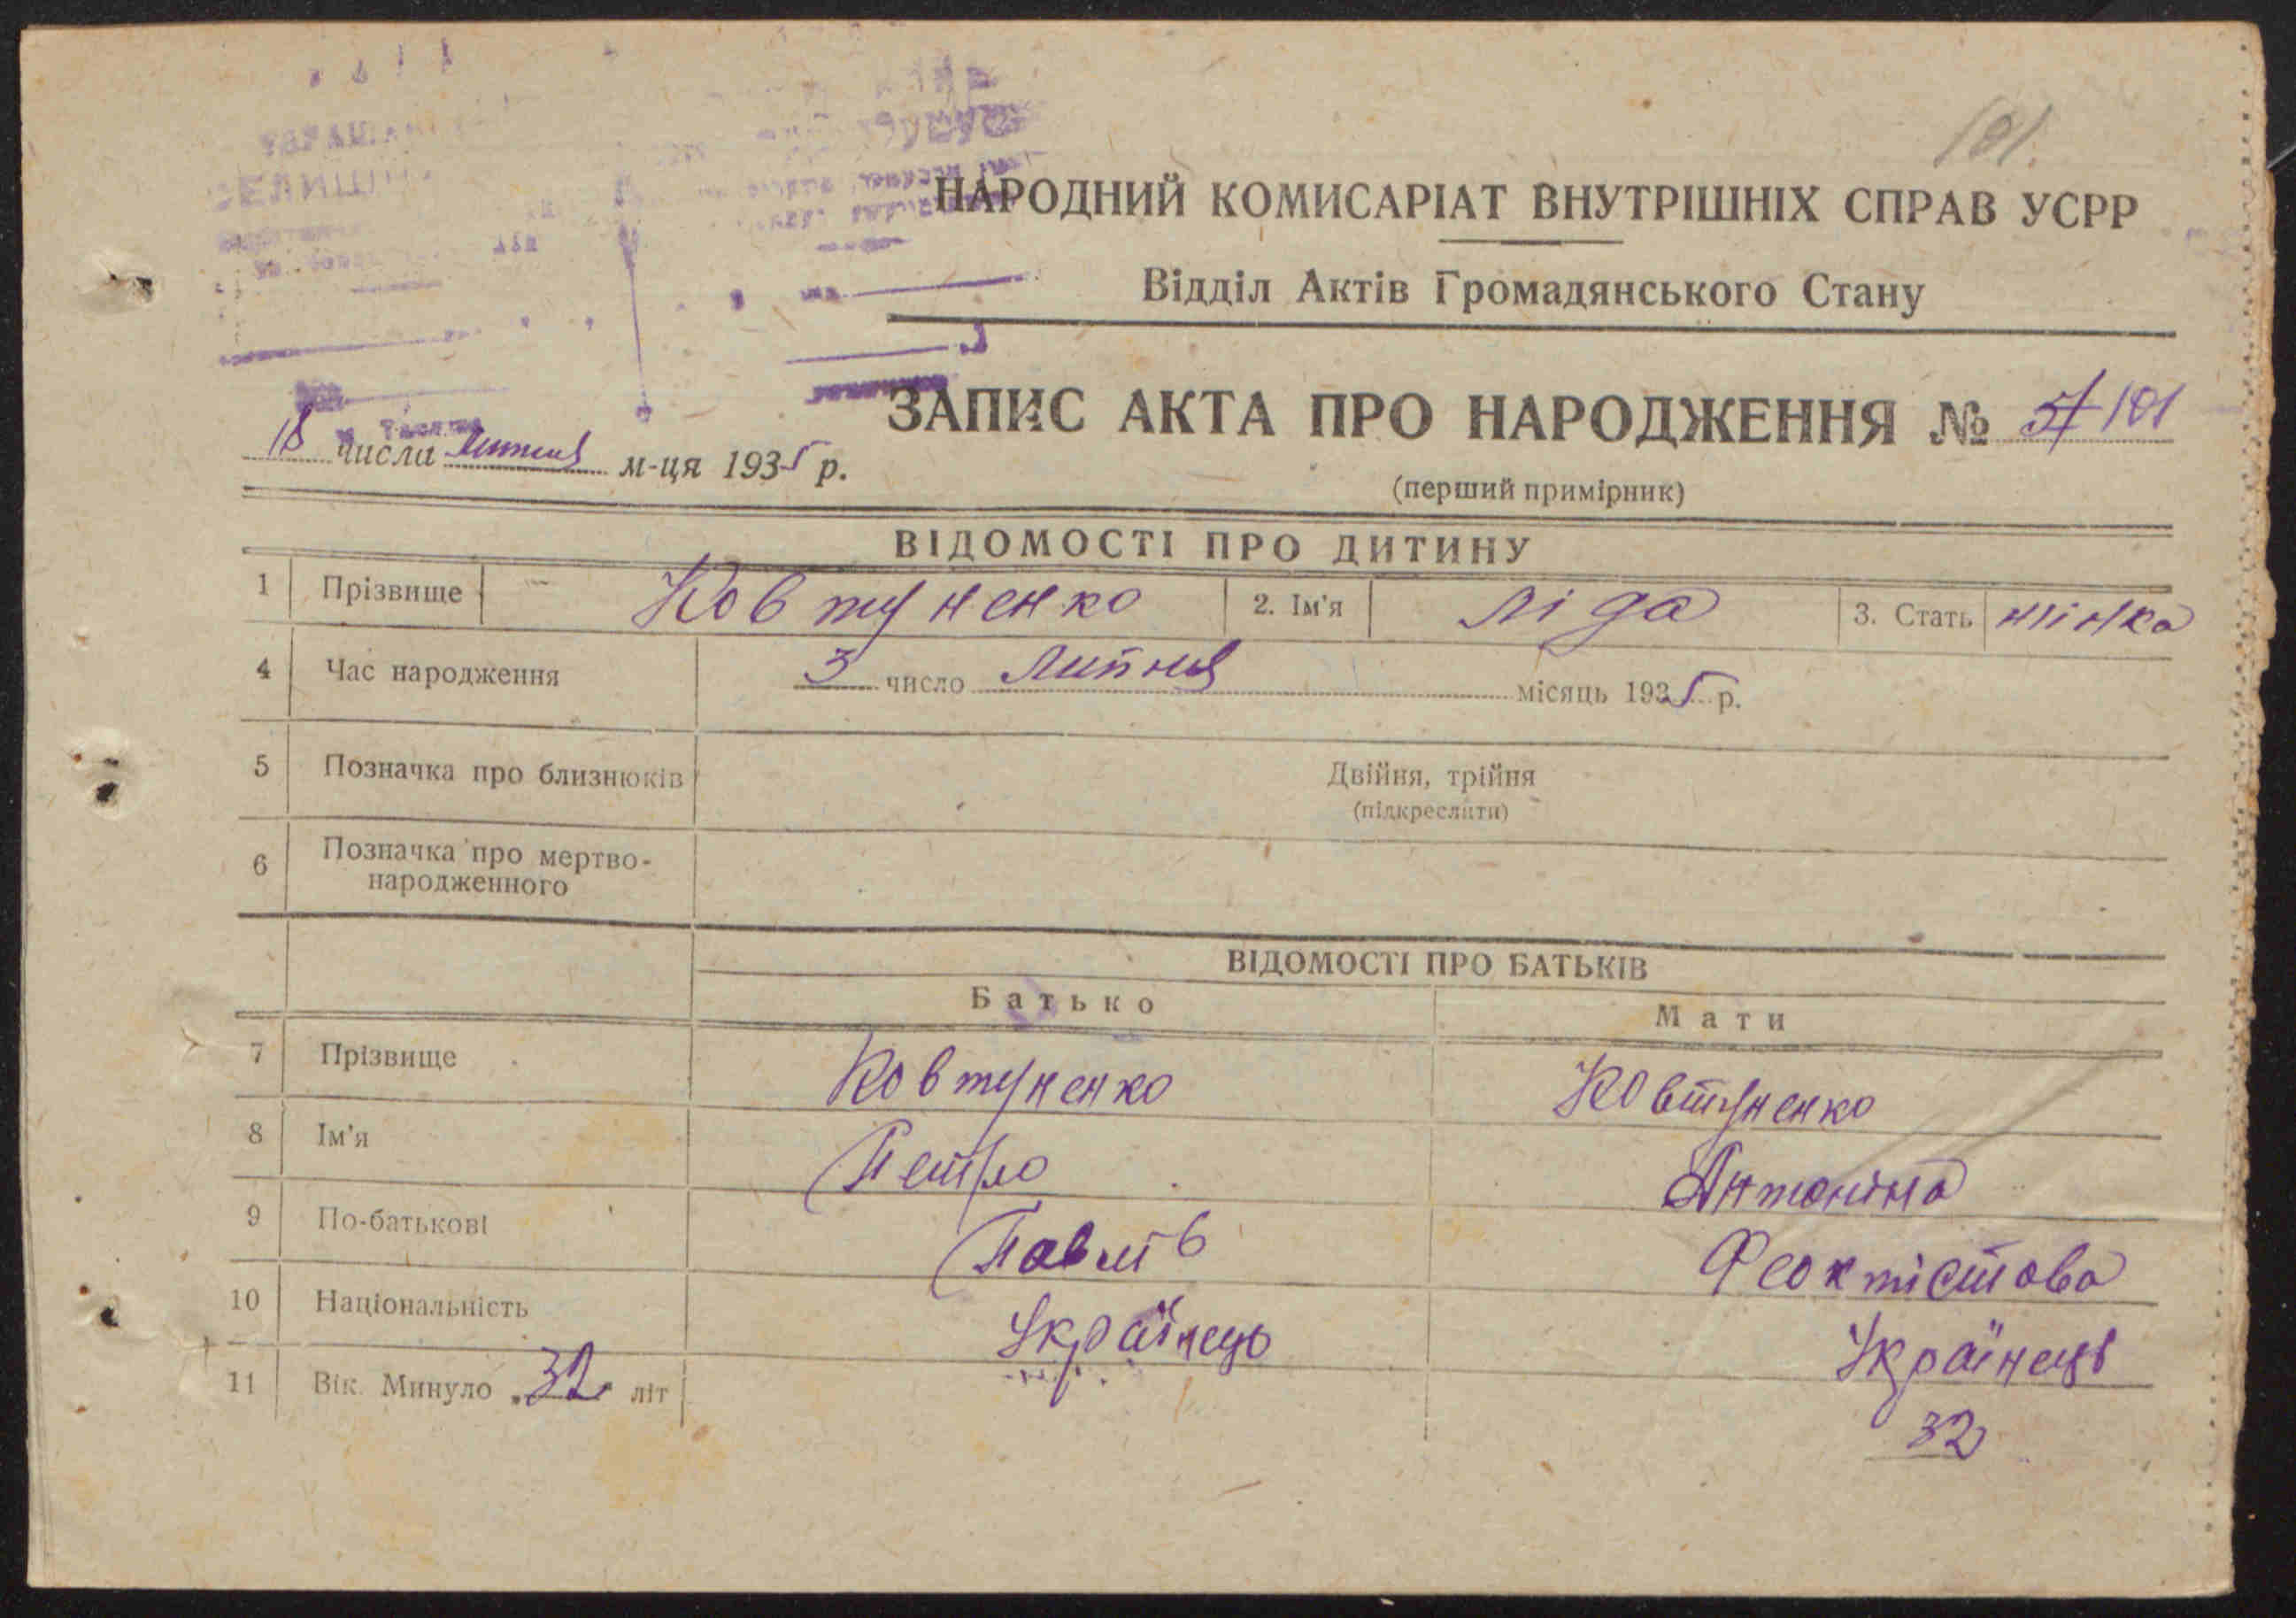 101.
НАРОДНИЙ КОМИСАРІАТ ВНУТРІШНІХ СПРАВ УСРР
Відділ Актів Громадянського Стану
ЗАПИС АКТА ПРО НАРОДЖЕННЯ № 57 101
18 числа Липня м-ця 1935 р.
(перший примірник)
ВІДОМОСТІ ПРО ДИТИНУ
1 Прізвище Ковтуненко 2. Ім'я Ліда 3. Стать жінка
4 Час народження 3 число Липня місяць 1935 р.
5 Позначка про близнюків Двійня, трійня
(підкреслити)
6 Позначка про мертво-
народженного
ВІДОМОСТІ ПРО БАТЬКІВ
Батько Мати
7 Прізвище Ковтуненко Ковтуненко
8 Ім'я Петро Антоніна
9 По-батькові Павлів Феоктістова
10 Національність Українець Українець
11 Вік. Минуло 32 літ 32